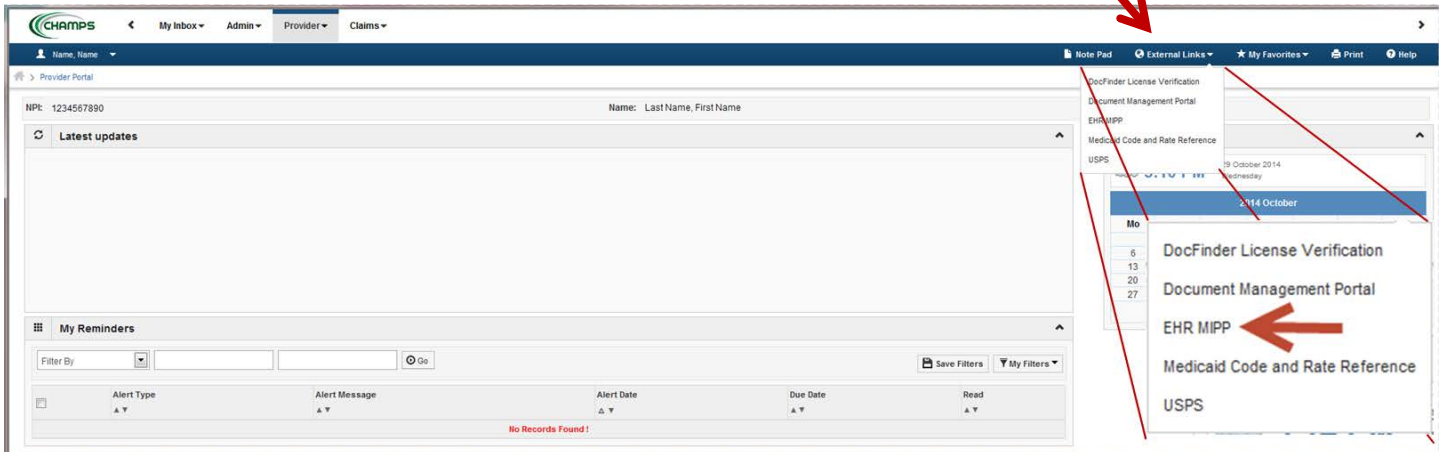 CHAMPS My Inbox Admin Provider Claims
Name, Name Note Pad External Links My Favorites Print Help
Provider Portal
NPI: 1234567890 Name: Last Name, First Name
Latest updates
DocFinder License Verification
Document Management Portal
EHR MIPP
Medicaid Code and Rate Reference
USPS
29 October 2014
Wednesday
2014 October
Mo
6
13
20
27
DocFinder License Verification
Document Management Portal
EHR MIPP
Medicaid Code and Rate Reference
USPS
My Reminders
Filter By Go Save Filters My Filters
Alert Type Alert Message Alert Date Due Date Read
No Records Found !